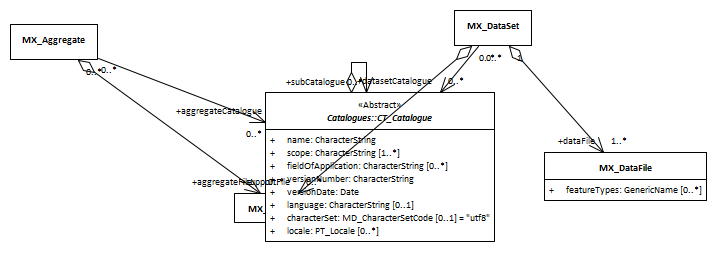 MX_Aggregate
MX_DataSet
0..*
0..*
0..*
1
+subCatalogue
+datasetCatalogue
0..*
«Abstract»
Catalogues::CT_Catalogue
+aggregateCatalogue
0..*
+ name: CharacterString
+ scope: CharacterString [1..*]
+ fieldOfApplication: CharacterString [0..*]
+ versionNumber: CharacterString
+ versionDate: Date
+ language: CharacterString [0..1]
+ characterSet: MD_CharacterSetCode [0..1] = "utf8"
+ locale: PT_Locale [0..*]
+dataFile
1..*
MX_DataFile
+ featureTypes: GenericName [0..*]
MX_